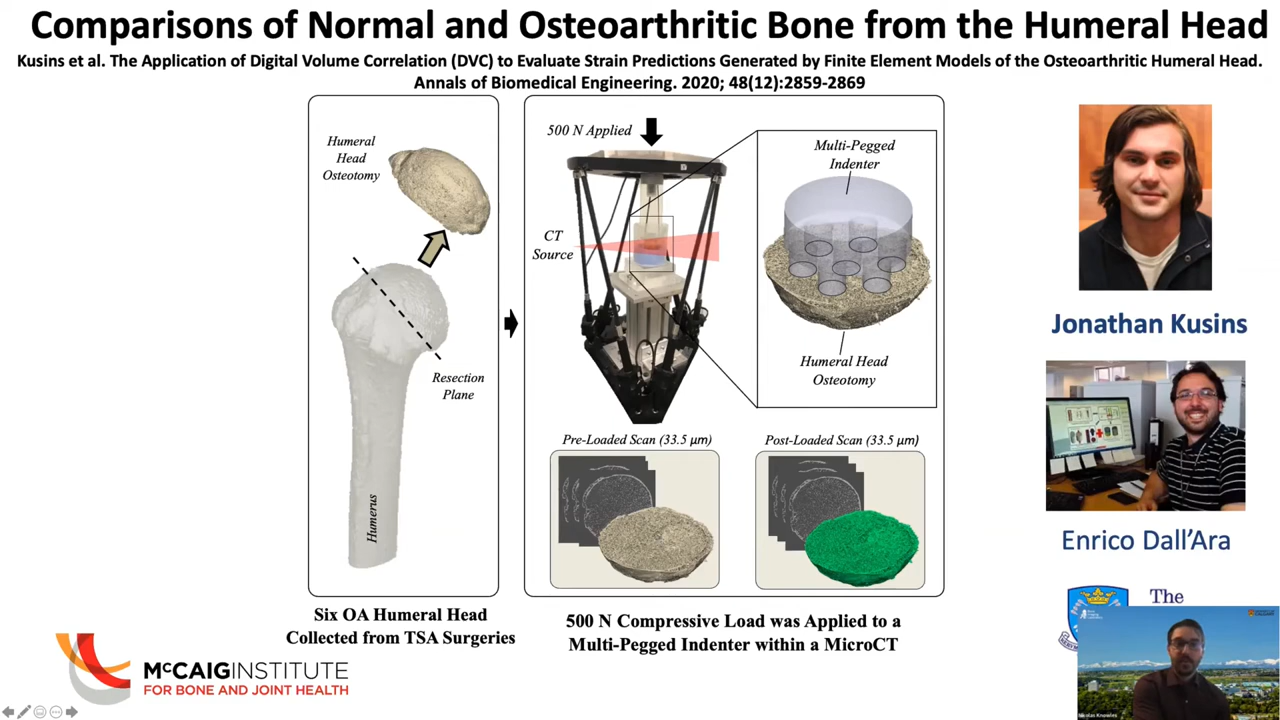 Comparisons of Normal and Osteoarthritic Bone from the Humeral Head
Kusins et al. The Application of Digital Volume Correlation (DVC) to Evaluate Strain Predictions Generated by Finite Element Models of the Osteoarthritic Humeral Head.
Annals of Biomedical Engineering. 2020; 48(12):2859-2869
Humeral
Head
Osteotomy
Resection
Plane
Humerus
Six OA Humeral Head
Collected from TSA Surgeries
500 N Applied
CT
Source
Multi-Pegged
Indenter
Humeral Head
Osteotomy
Pre-Loaded Scan (33.5 µm)
Post-Loaded Scan (33.5 µm)
500 N Compressive Load was Applied to a
Multi-Pegged Indenter within a MicroCT
Jonathan Kusins
Enrico Dall’Ara
The
McCAIG INSTITUTE
FOR BONE AND JOINT HEALTH
Nicolas Knowles